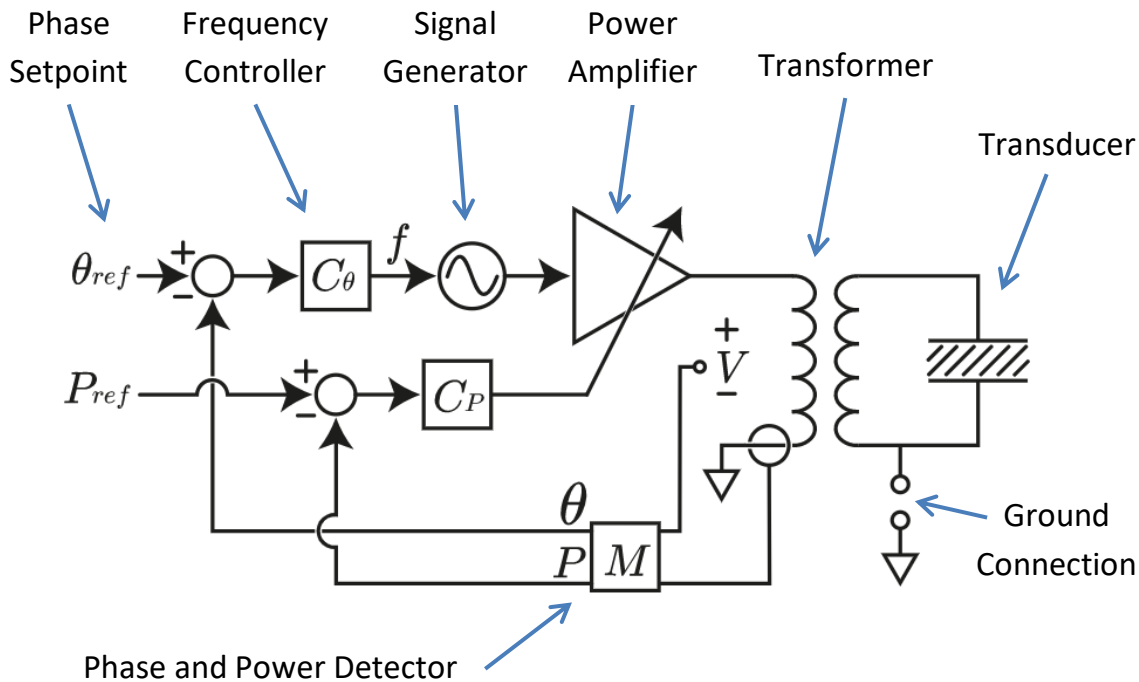 Phase
Setpoint
Frequency
Controller
Signal
Generator
Power
Amplifier
Transformer
Transducer
θref
+
−
Cθ
f
Pref
+
−
CP
+
V
−
θ
P
M
Ground
Connection
Phase and Power Detector